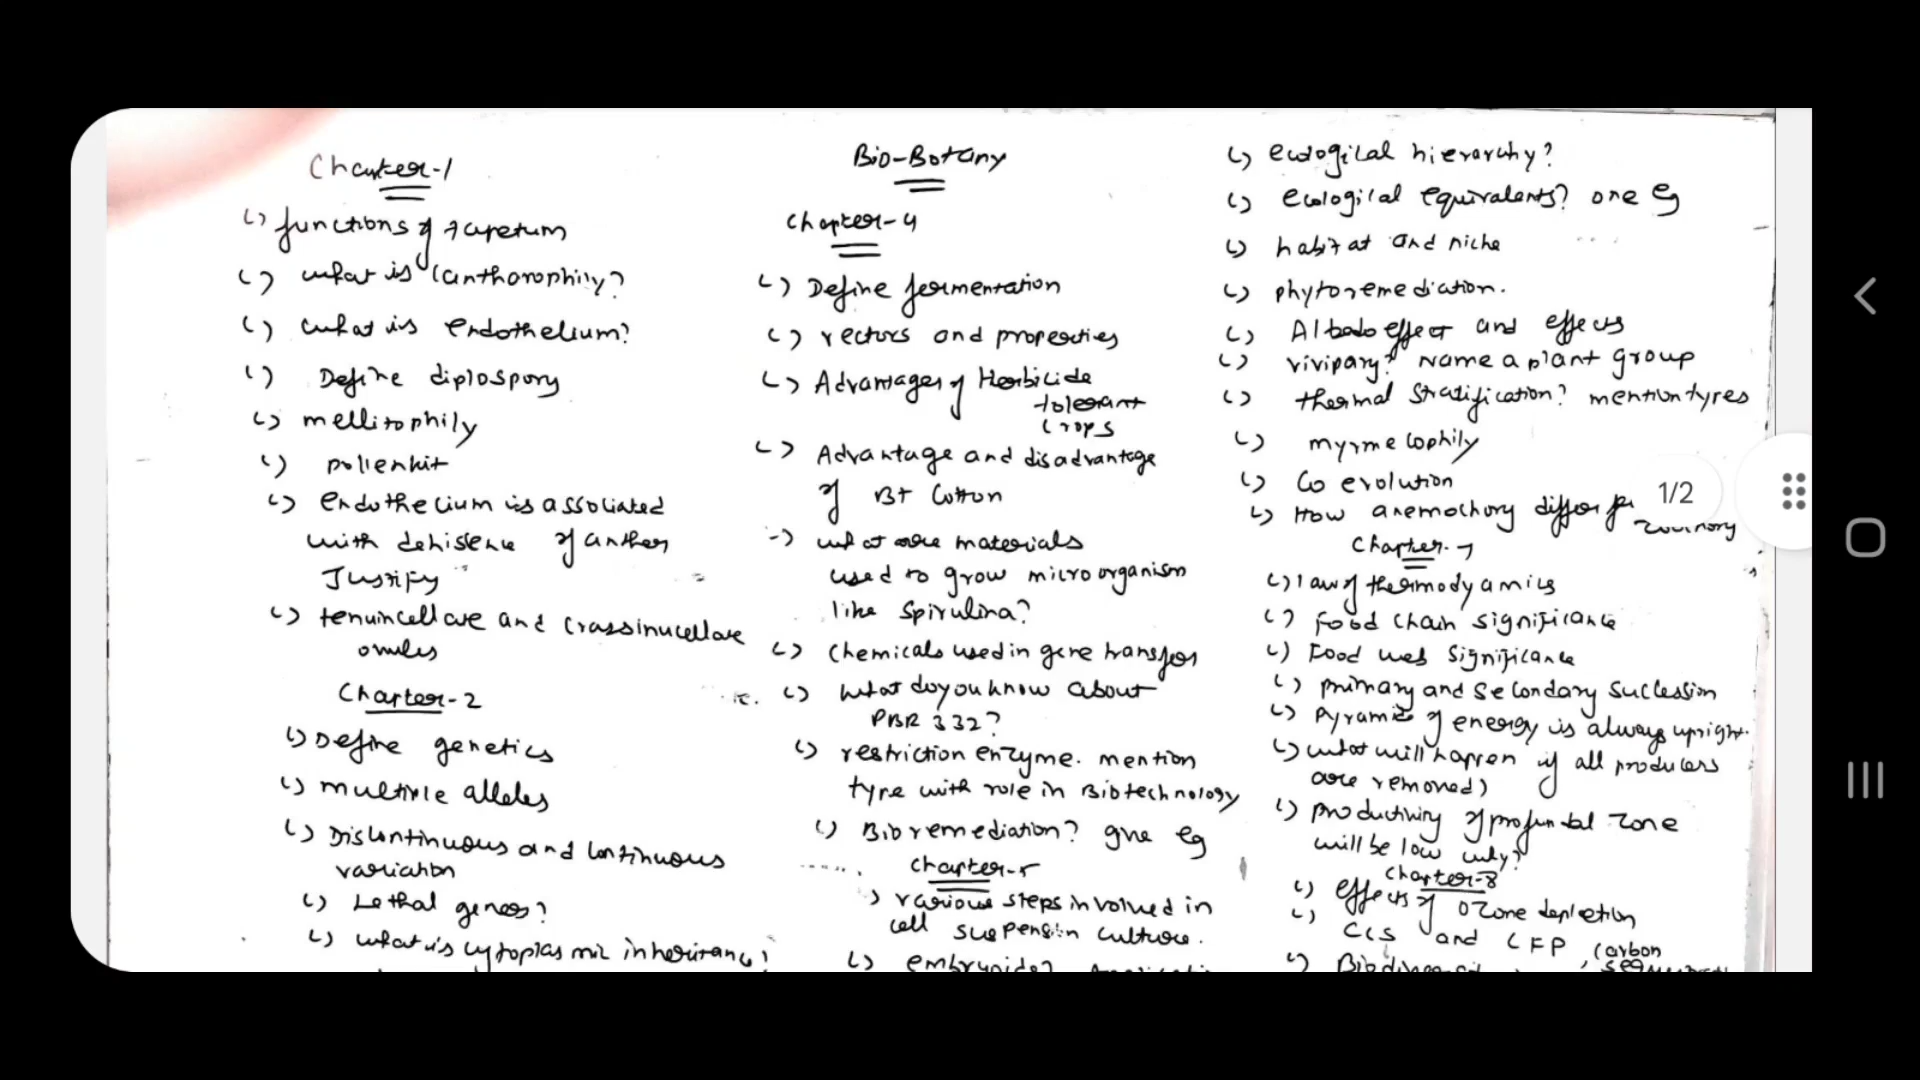 Chapter-1
functions of Tapetum
what is Cantharophily?
what is endothelium?
Define diplospory
mellitophily
pollenkit
endothelium is associated
with dehisence of anther
Justify
tenuincellate and Crassinucellate
ovules
Chapter-2
Define genetics
multiple alleles
Discontinuous and continuous
variation
Lethal genes?
what is cytoplasmic inheritance?
Bio-Botany
Chapter-4
Define fermentation
vectors and properties
Advantages of Herbicide
tolerant
Crops
Advantage and disadvantage
of Bt Cotton
what are materials
used to grow microorganism
like Spirulina?
chemicals used in gene transfer
what do you know about
PBR 332?
restriction enzyme. mention
type with role in Biotechnology
Bioremediation? give eg
Chapter-5
various steps involved in
cell suspension culture.
ecological hierarchy?
ecological equivalents? one eg
habitat and niche
phytoremediation.
Albedo effect and effects
vivipary? Name a plant group
thermal Stratification? mention types
myrmecophily
Co evolution
How anemochory differ
Chapter-7
law of thermodyamics
Food chain significance
Food web significance
primary and secondary succession
pyramid of energy is always upright.
what will happen if all producers
are removed)
productivity of profundal zone
will be low why?
Chapter-8
effects of Ozone depletion
CCS and CFP, Carbon
1/2